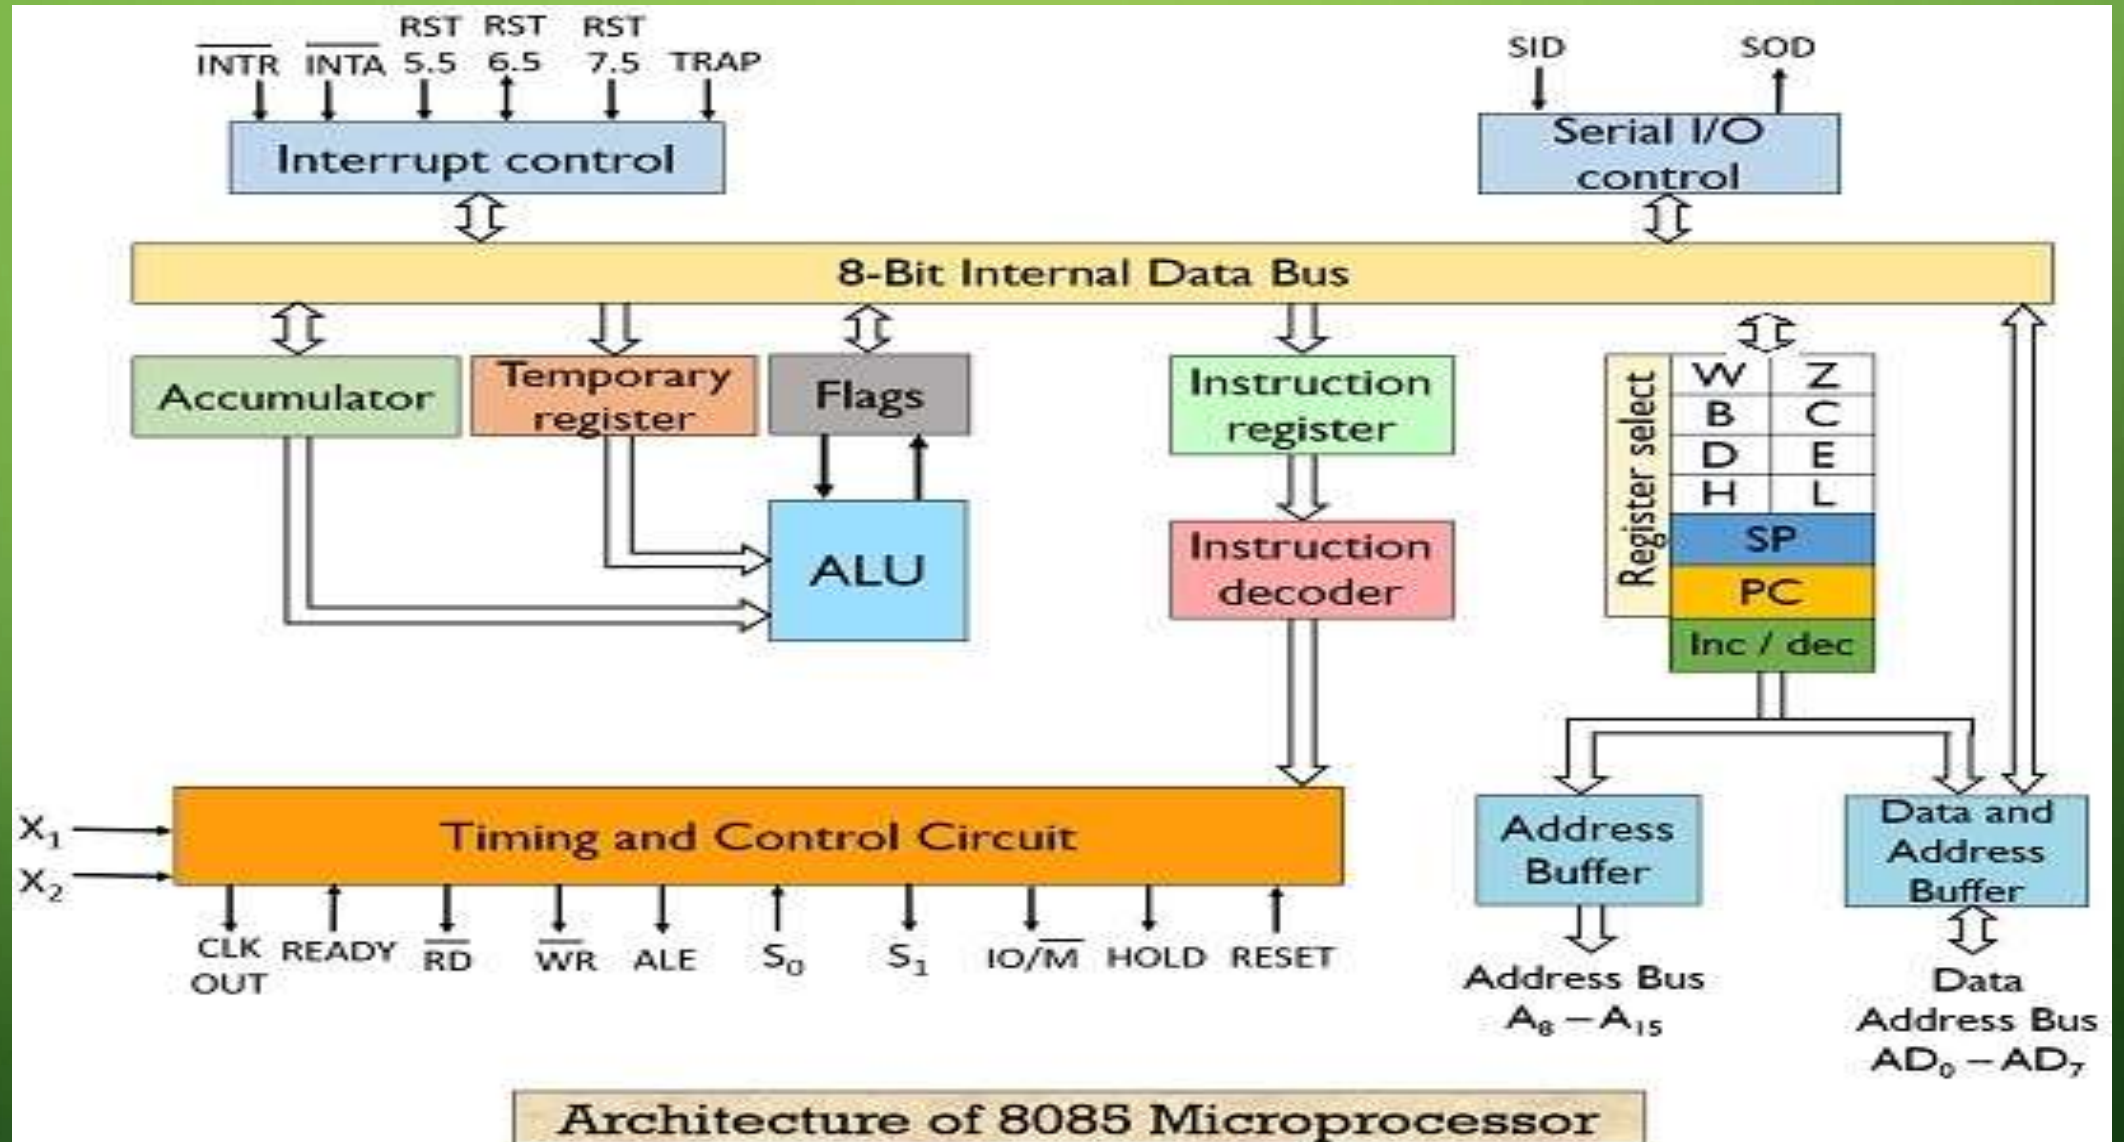 RST RST RST
INTR INTA 5.5 6.5 7.5 TRAP
SID SOD
Interrupt control
Serial I/O
control
8-Bit Internal Data Bus
Accumulator
Temporary
register
Flags
Instruction
register
Register select
W Z
B C
D E
H L
SP
PC
Inc / dec
ALU
Instruction
decoder
X₁
X₂
Timing and Control Circuit
CLK
OUT
READY
RD
WR
ALE
S₀
S₁
IO/M
HOLD
RESET
Address
Buffer
Data and
Address
Buffer
Address Bus
A₈ – A₁₅
Data
Address Bus
AD₀ – AD₇
Architecture of 8085 Microprocessor